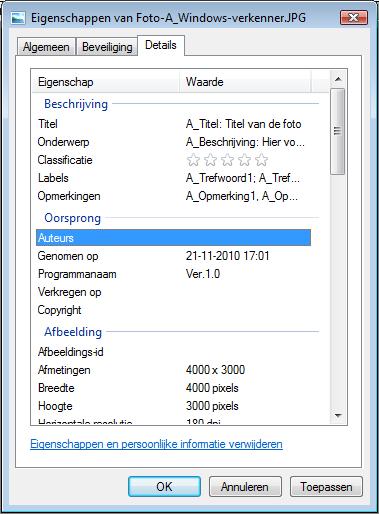 Eigenschappen van Foto-A_Windows-verkenner.JPG
Algemeen Beveiliging Details
Eigenschap Waarde
Beschrijving
Titel A_Titel: Titel van de foto
Onderwerp A_Beschrijving: Hier vo...
Classificatie
Labels A_Trefwoord1; A_Tref...
Opmerkingen A_Opmerking1, A_Op...
Oorsprong
Auteurs
Genomen op 21-11-2010 17:01
Programmanaam Ver.1.0
Verkregen op
Copyright
Afbeelding
Afbeeldings-id
Afmetingen 4000 x 3000
Breedte 4000 pixels
Hoogte 3000 pixels
Horizontale resolutie 180 dpi
Eigenschappen en persoonlijke informatie verwijderen
OK Annuleren Toepassen